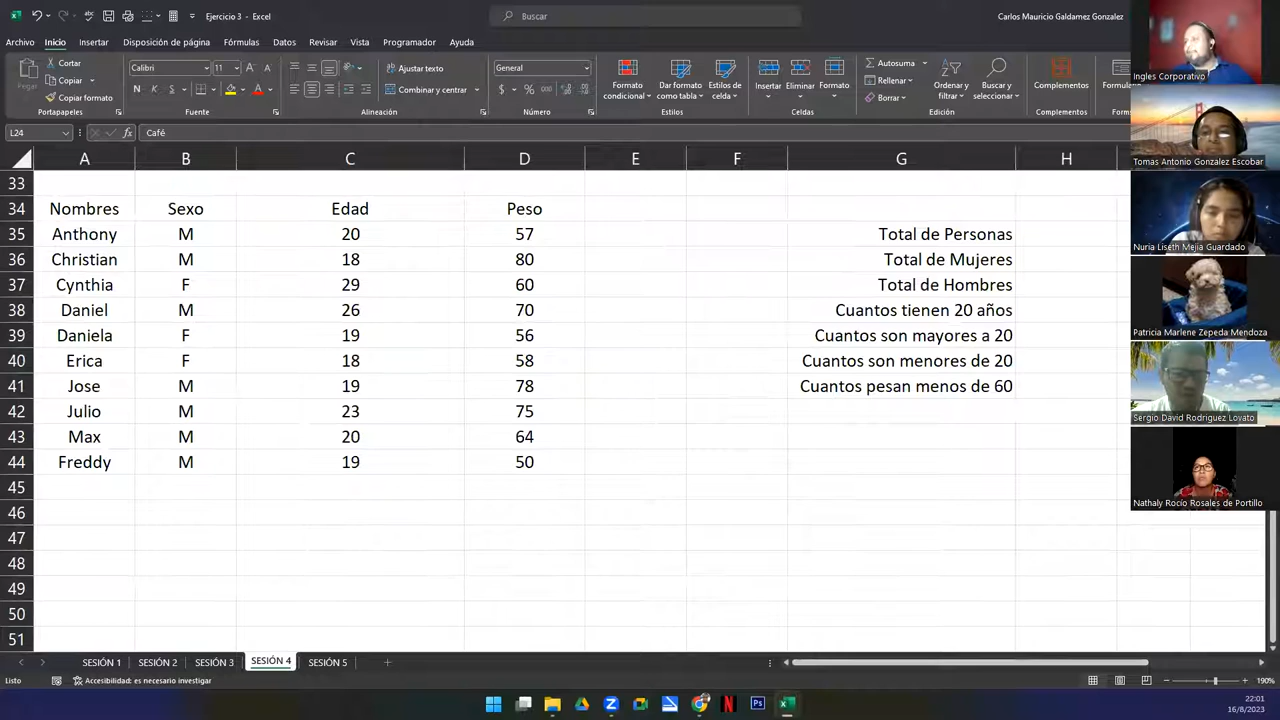 Ejercicio 3 - Excel
Buscar
Carlos Mauricio Galdamez Gonzalez
Archivo Inicio Insertar Disposición de página Fórmulas Datos Revisar Vista Programador Ayuda
Pegar
Cortar
Copiar
Copiar formato
Portapapeles
Calibri 11
N K S
Fuente
Ajustar texto
Combinar y centrar
Alineación
General
$ % 000
Número
Formato condicional
Dar formato como tabla
Estilos de celda
Estilos
Insertar Eliminar Formato
Celdas
Autosuma
Rellenar
Borrar
Ordenar y filtrar
Buscar y seleccionar
Edición
Complementos
Complementos
L24 fx Café
A B C D E F G H
33
34 Nombres Sexo Edad Peso
35 Anthony M 20 57 Total de Personas
36 Christian M 18 80 Total de Mujeres
37 Cynthia F 29 60 Total de Hombres
38 Daniel M 26 70 Cuantos tienen 20 años
39 Daniela F 19 56 Cuantos son mayores a 20
40 Erica F 18 58 Cuantos son menores de 20
41 Jose M 19 78 Cuantos pesan menos de 60
42 Julio M 23 75
43 Max M 20 64
44 Freddy M 19 50
45
46
47
48
49
50
51
SESIÓN 1 SESIÓN 2 SESIÓN 3 SESIÓN 4 SESIÓN 5
Listo
Accesibilidad: es necesario investigar
190%
22:01
16/8/2023
Ingles Corporativo
Tomas Antonio Gonzalez Escobar
Nuria Liseth Mejia Guardado
Patricia Marlene Zepeda Mendoza
Sergio David Rodriguez Lovato
Nathaly Rocío Rosales de Portillo